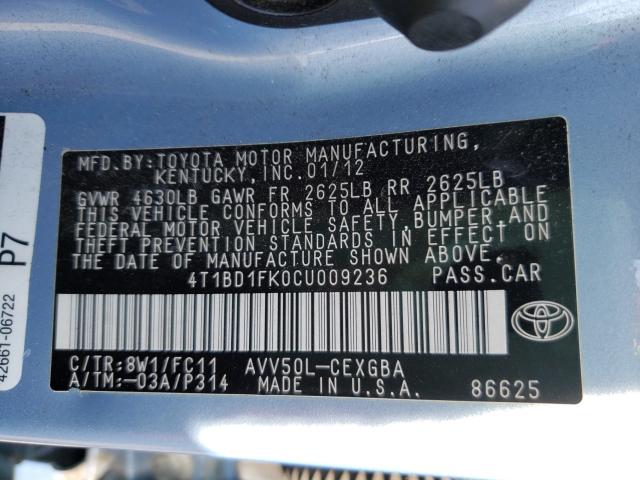 MFD.BY:TOYOTA MOTOR MANUFACTURING,
KENTUCKY, INC.01/12
GVWR 4630LB GAWR FR 2625LB RR 2625LB
THIS VEHICLE CONFORMS TO ALL APPLICABLE
FEDERAL MOTOR VEHICLE SAFETY, BUMPER, AND
THEFT PREVENTION STANDARDS IN EFFECT ON
THE DATE OF MANUFACTURE SHOWN ABOVE.
4T1BD1FK0CU009236 PASS.CAR
C/TR:8W1/FC11 AVV50L-CEXGBA
A/TM:-03A/P314 MADE IN U.S.A. 86625
P7
42661-06722